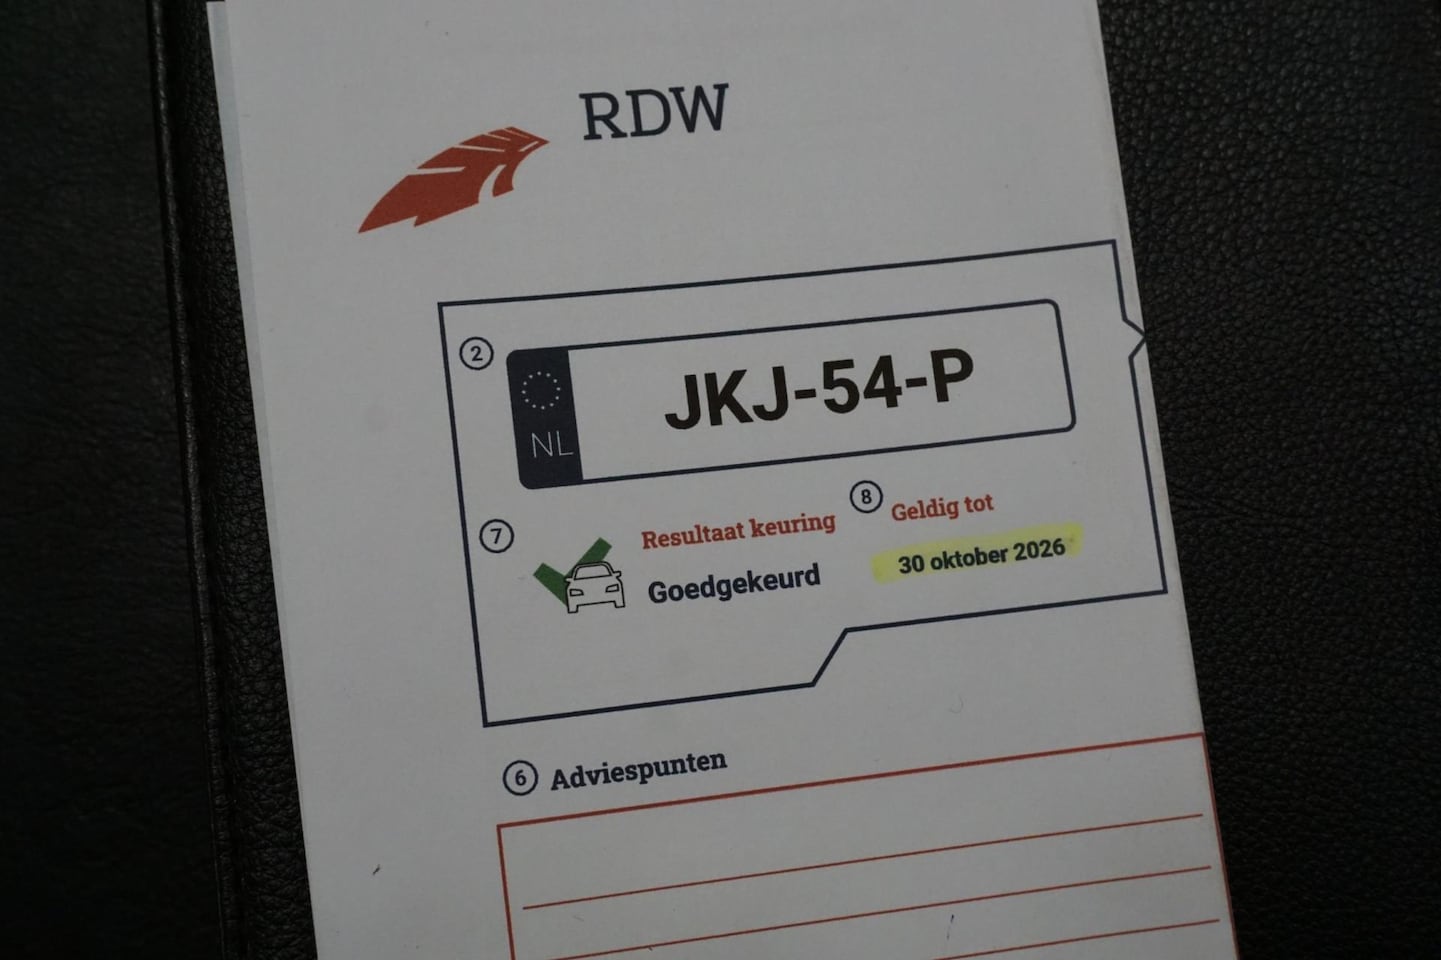 RDW
2
NL
JKJ-54-P
7
Resultaat keuring
Goedgekeurd
8
Geldig tot
30 oktober 2026
6 Adviespunten